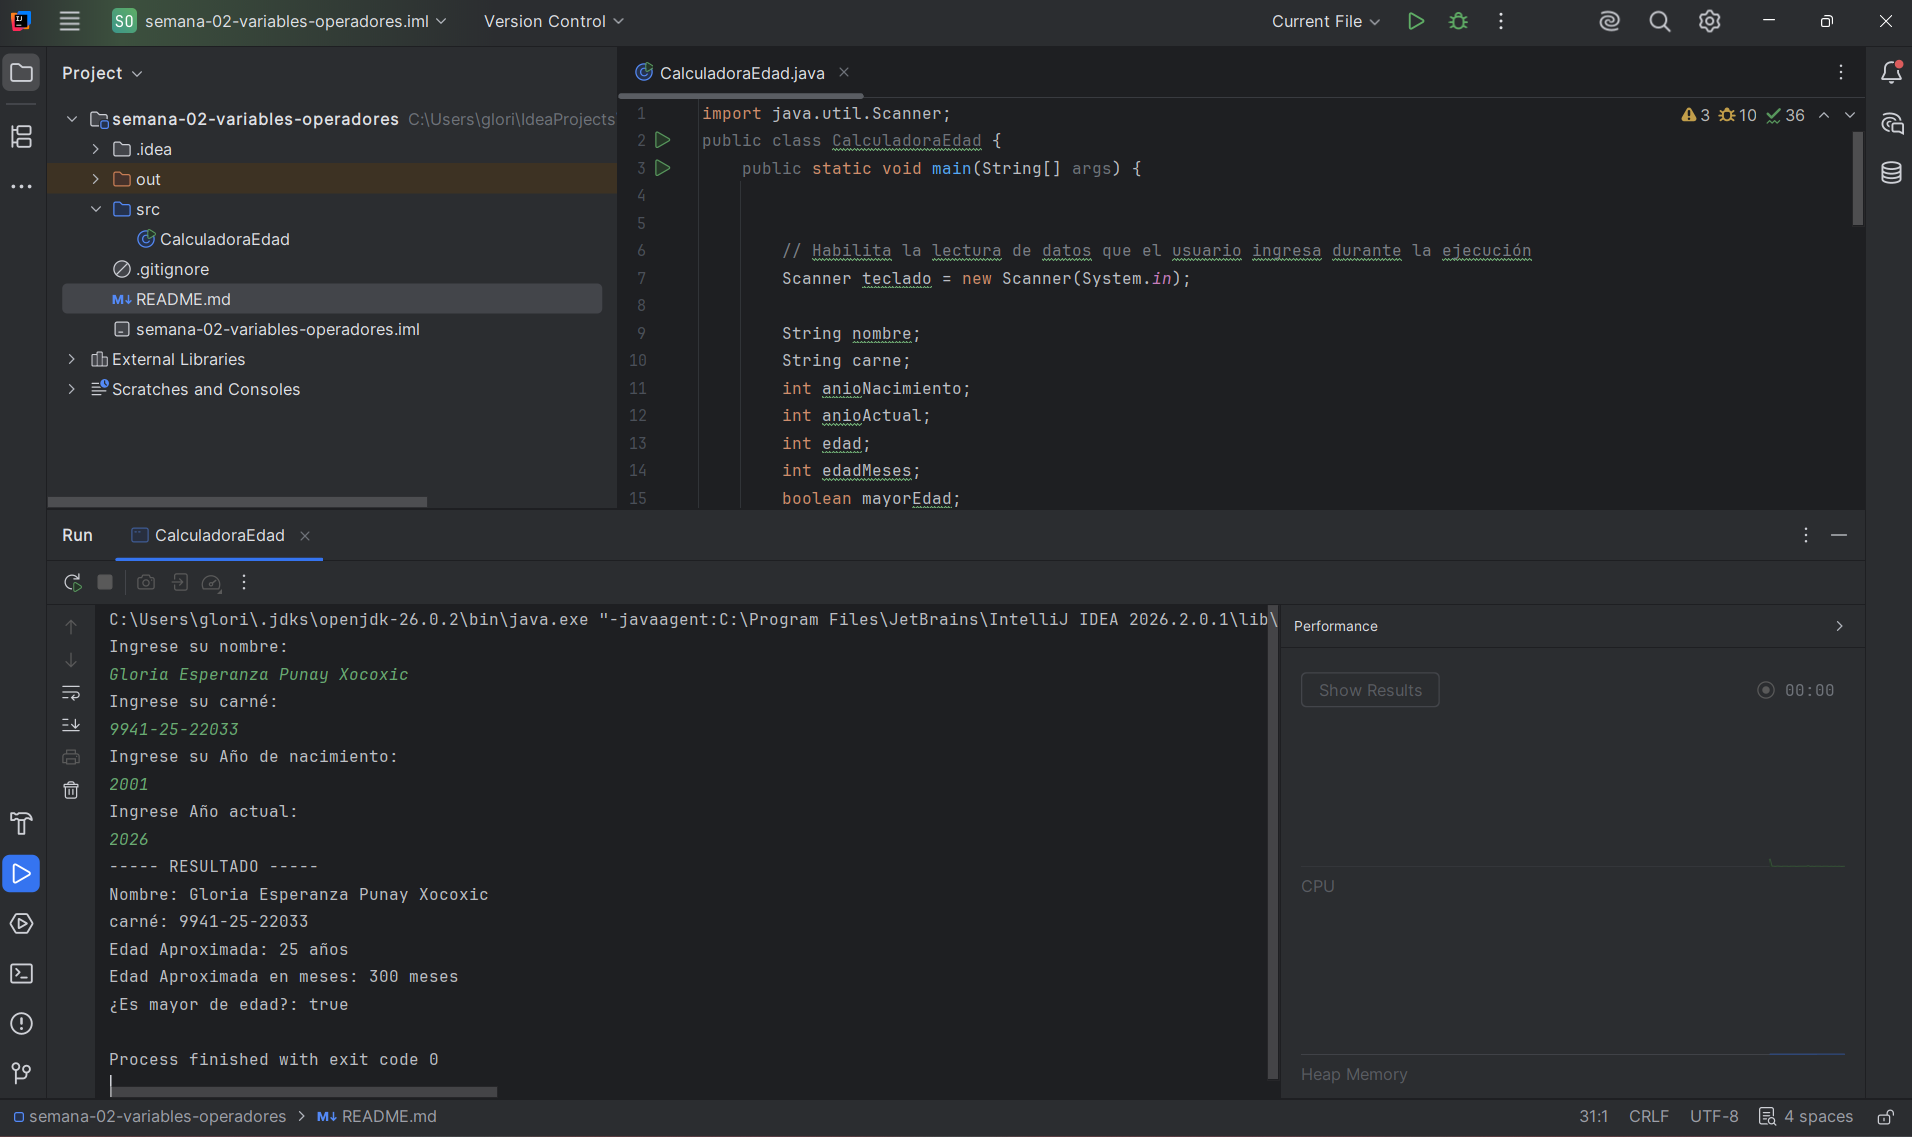 SO semana-02-variables-operadores.iml Version Control Current File
Project
CalculadoraEdad.java
semana-02-variables-operadores C:\Users\glori\IdeaProjects
.idea
out
src
CalculadoraEdad
.gitignore
M↓ README.md
semana-02-variables-operadores.iml
External Libraries
Scratches and Consoles
3 10 36
1 import java.util.Scanner;
2 public class CalculadoraEdad {
3 public static void main(String[] args) {
4
5
6 // Habilita la lectura de datos que el usuario ingresa durante la ejecución
7 Scanner teclado = new Scanner(System.in);
8
9 String nombre;
10 String carne;
11 int anioNacimiento;
12 int anioActual;
13 int edad;
14 int edadMeses;
15 boolean mayorEdad;
Run CalculadoraEdad
C:\Users\glori\.jdks\openjdk-26.0.2\bin\java.exe "-javaagent:C:\Program Files\JetBrains\IntelliJ IDEA 2026.2.0.1\lib\
Ingrese su nombre:
Gloria Esperanza Punay Xocoxic
Ingrese su carné:
9941-25-22033
Ingrese su Año de nacimiento:
2001
Ingrese Año actual:
2026
----- RESULTADO -----
Nombre: Gloria Esperanza Punay Xocoxic
carné: 9941-25-22033
Edad Aproximada: 25 años
Edad Aproximada en meses: 300 meses
¿Es mayor de edad?: true
Process finished with exit code 0
Performance
Show Results 00:00
CPU
Heap Memory
semana-02-variables-operadores M↓ README.md 31:1 CRLF UTF-8 4 spaces